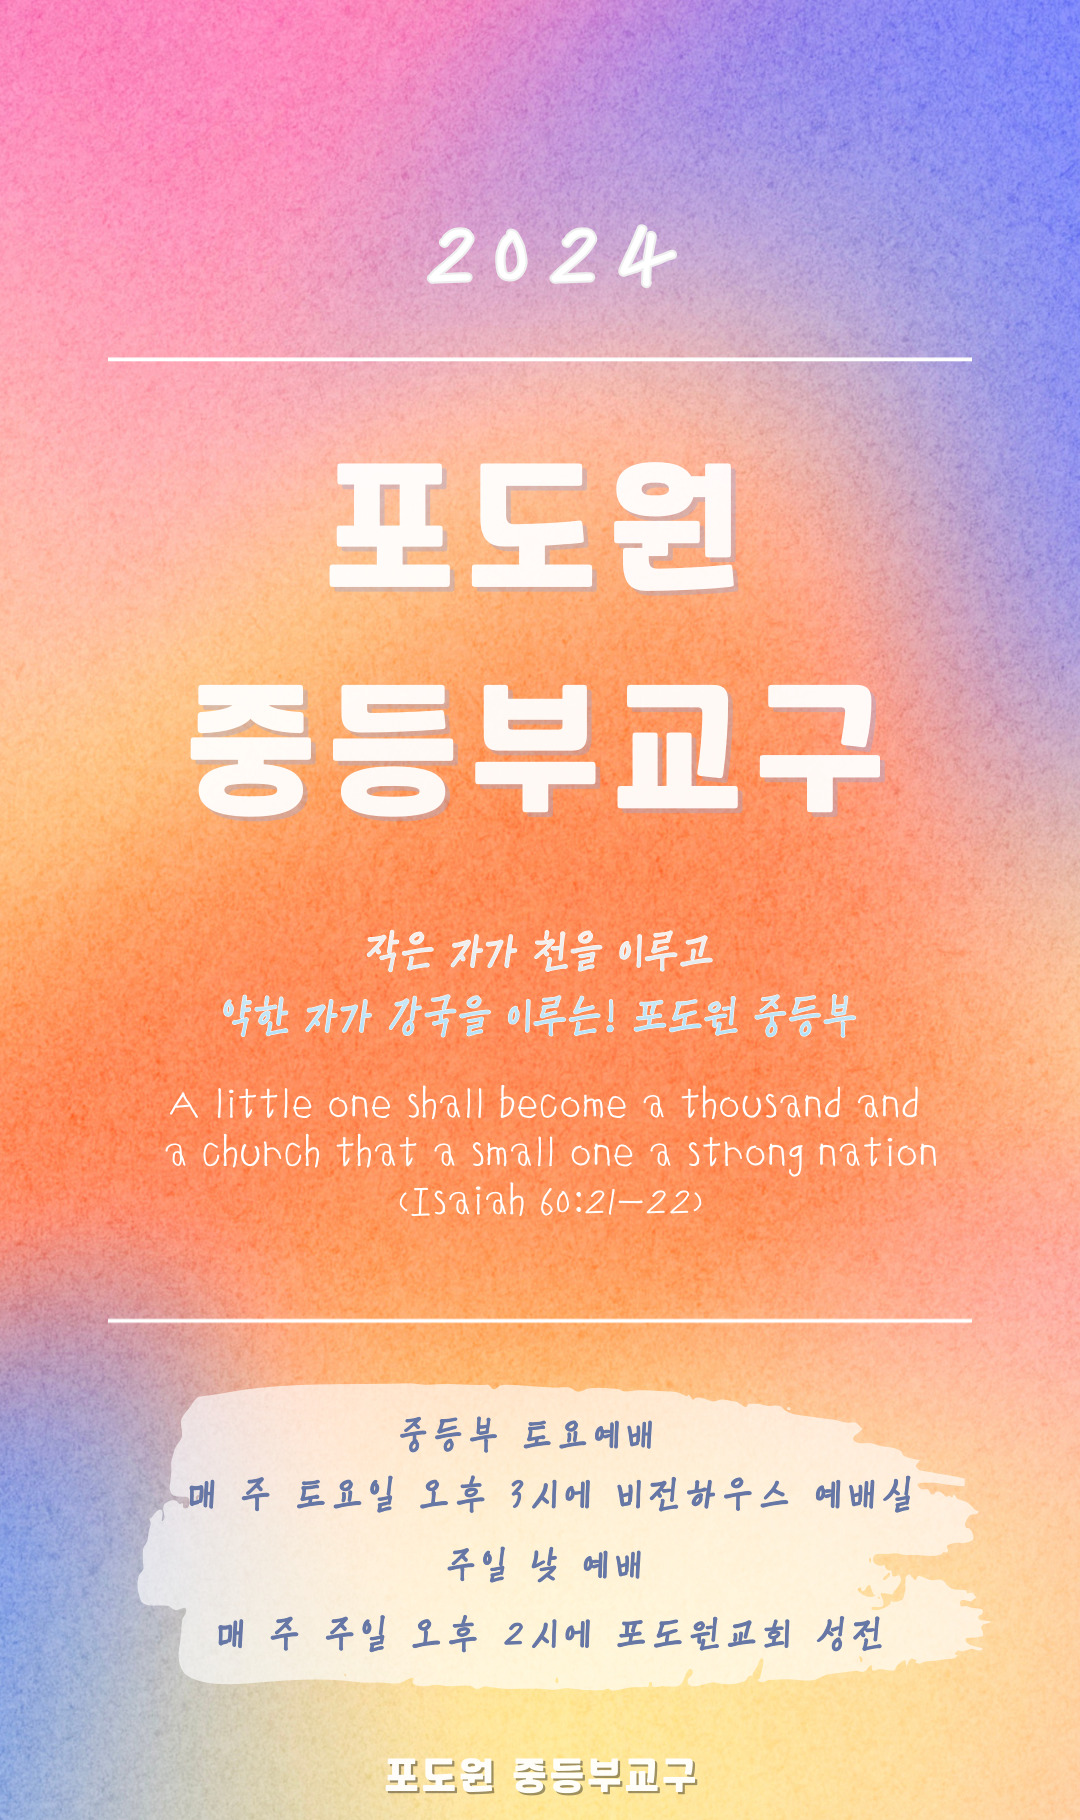 2024
포도원
중등부교구
작은 자가 천을 이루고
약한 자가 강국을 이루는! 포도원 중등부
A little one shall become a thousand and
a church that a small one a strong nation
(Isaiah 60:21-22)
중등부 토요예배
매 주 토요일 오후 3시에 비전하우스 예배실
주일 낮 예배
매 주 주일 오후 2시에 포도원교회 성전
포도원 중등부교구